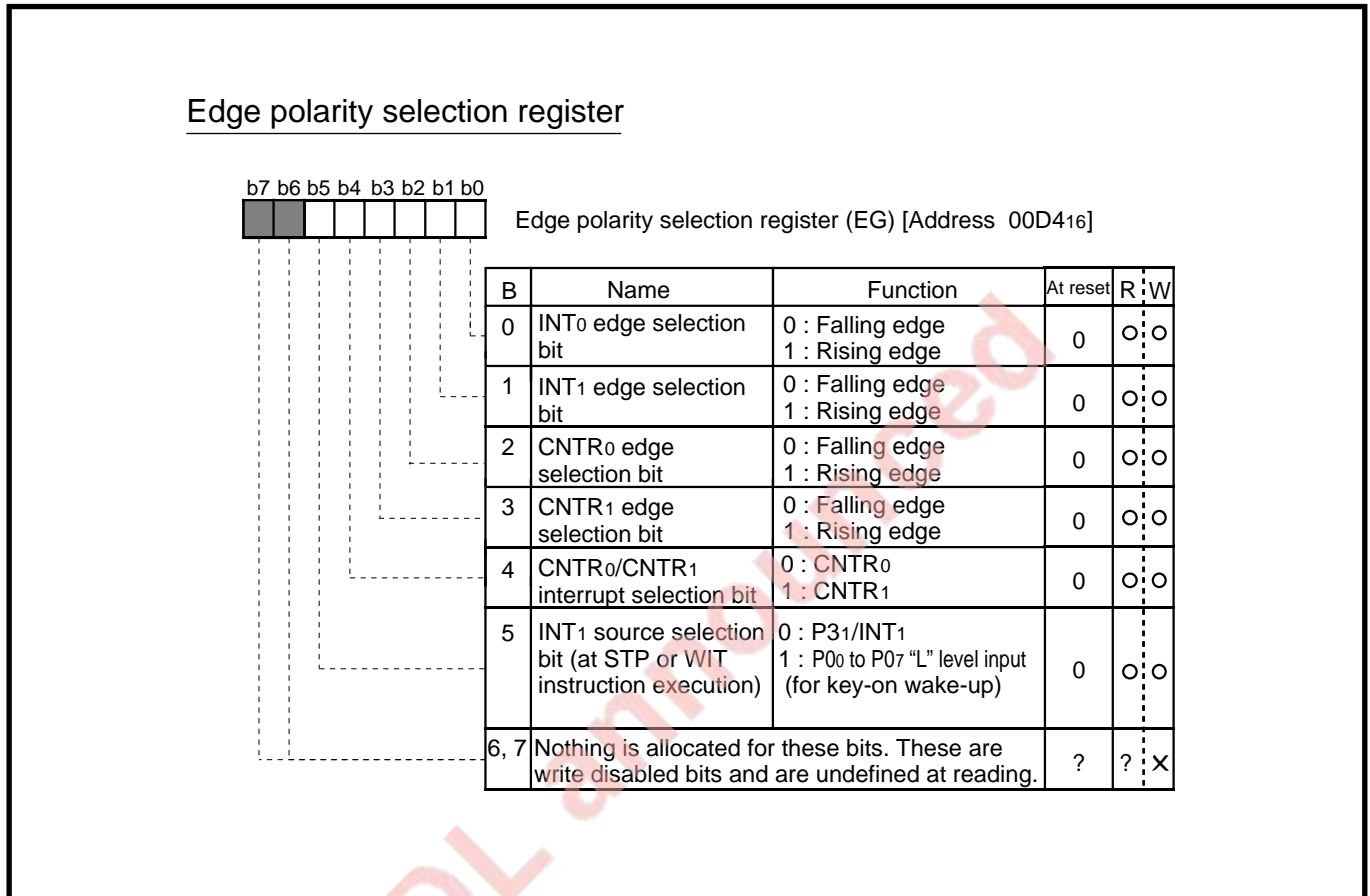 Edge polarity selection register
b7 b6 b5 b4 b3 b2 b1 b0
Edge polarity selection register (EG) [Address 00D416]
B Name Function At reset R W
0 INT0 edge selection bit 0 : Falling edge 1 : Rising edge 0 O O
1 INT1 edge selection bit 0 : Falling edge 1 : Rising edge 0 O O
2 CNTR0 edge selection bit 0 : Falling edge 1 : Rising edge 0 O O
3 CNTR1 edge selection bit 0 : Falling edge 1 : Rising edge 0 O O
4 CNTR0/CNTR1 interrupt selection bit 0 : CNTR0 1 : CNTR1 0 O O
5 INT1 source selection bit (at STP or WIT instruction execution) 0 : P31/INT1 1 : P00 to P07 “L” level input (for key-on wake-up) 0 O O
6, 7 Nothing is allocated for these bits. These are write disabled bits and are undefined at reading. ? ? ×
announced